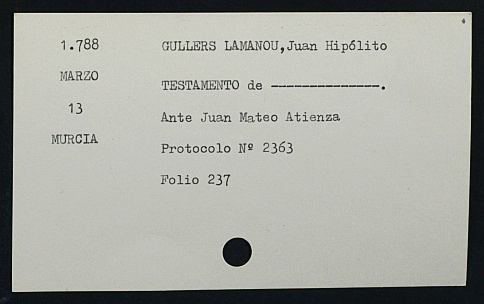 1.788
MARZO
13
MURCIA
GULLERS LAMANOU,Juan Hipólito
TESTAMENTO de --------------.
Ante Juan Mateo Atienza
Protocolo Nº 2363
Folio 237